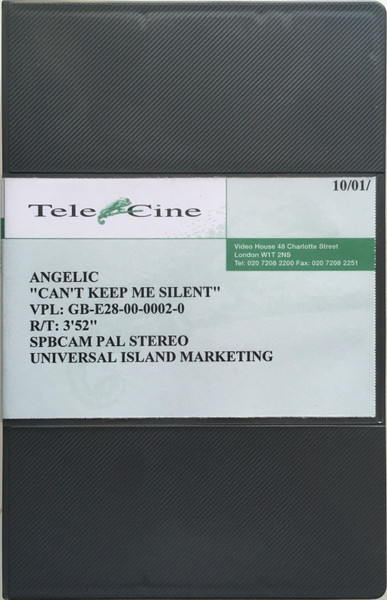 10/01/
Tele Cine
Video House 48 Charlotte Street
London W1T 2NS
Tel: 020 7208 2200 Fax: 020 7208 2251
ANGELIC
"CAN'T KEEP ME SILENT"
VPL: GB-E28-00-0002-0
R/T: 3'52"
SPBCAM PAL STEREO
UNIVERSAL ISLAND MARKETING